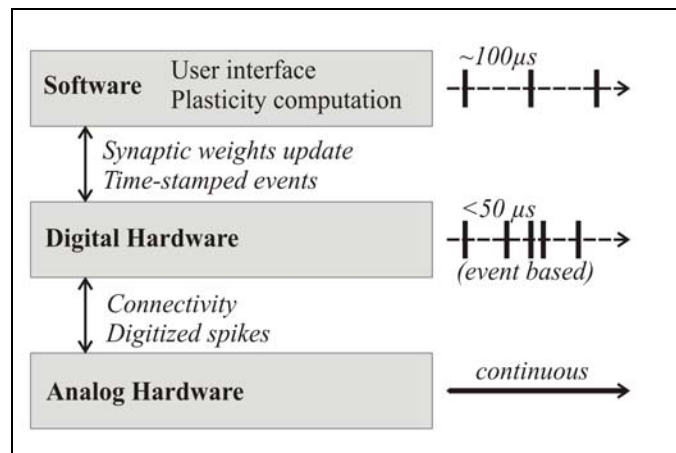 Software
User interface
Plasticity computation
~100µs
Synaptic weights update
Time-stamped events
Digital Hardware
<50 µs
(event based)
Connectivity
Digitized spikes
Analog Hardware
continuous